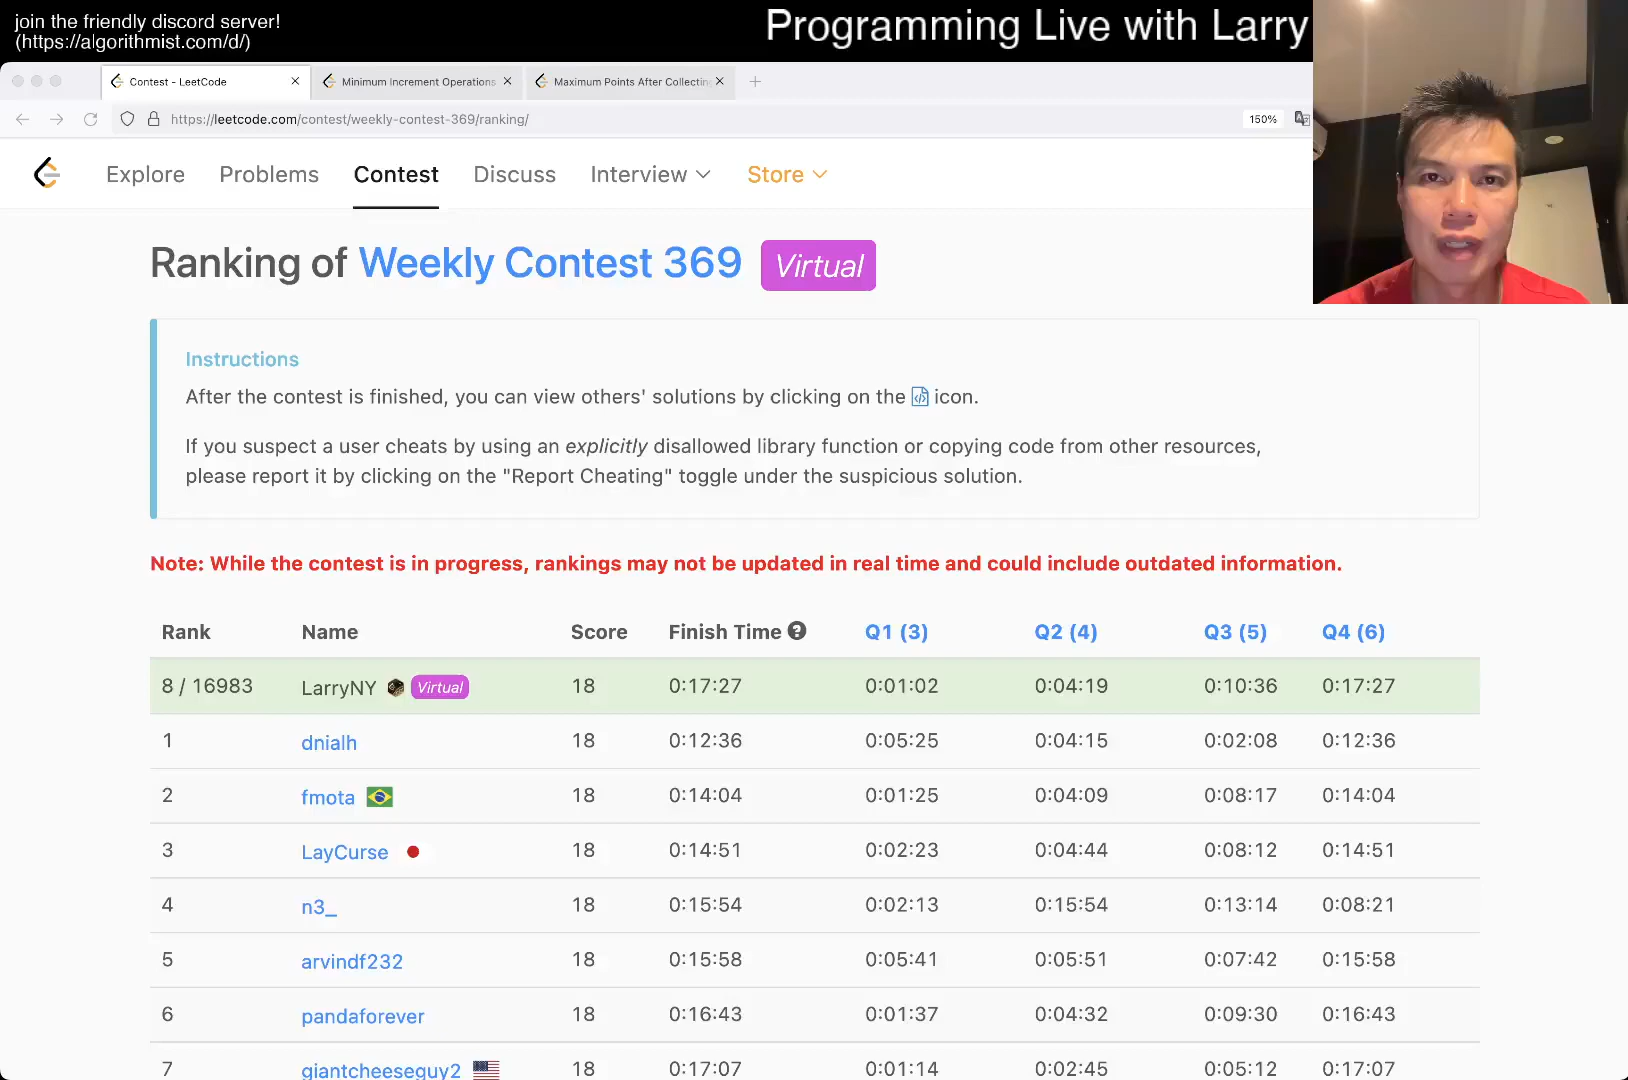 join the friendly discord server!
(https://algorithmist.com/d/)
Programming Live with Larry
Contest - LeetCode
Minimum Increment Operations
Maximum Points After Collecting
https://leetcode.com/contest/weekly-contest-369/ranking/
150%
Explore Problems Contest Discuss Interview Store
Ranking of Weekly Contest 369 Virtual
Instructions
After the contest is finished, you can view others' solutions by clicking on the icon.
If you suspect a user cheats by using an explicitly disallowed library function or copying code from other resources,
please report it by clicking on the "Report Cheating" toggle under the suspicious solution.
Note: While the contest is in progress, rankings may not be updated in real time and could include outdated information.
Rank Name Score Finish Time ? Q1 (3) Q2 (4) Q3 (5) Q4 (6)
8 / 16983 LarryNY Virtual 18 0:17:27 0:01:02 0:04:19 0:10:36 0:17:27
1 dnialh 18 0:12:36 0:05:25 0:04:15 0:02:08 0:12:36
2 fmota 18 0:14:04 0:01:25 0:04:09 0:08:17 0:14:04
3 LayCurse 18 0:14:51 0:02:23 0:04:44 0:08:12 0:14:51
4 n3_ 18 0:15:54 0:02:13 0:15:54 0:13:14 0:08:21
5 arvindf232 18 0:15:58 0:05:41 0:05:51 0:07:42 0:15:58
6 pandaforever 18 0:16:43 0:01:37 0:04:32 0:09:30 0:16:43
7 giantcheeseguy2 18 0:17:07 0:01:14 0:02:45 0:05:12 0:17:07